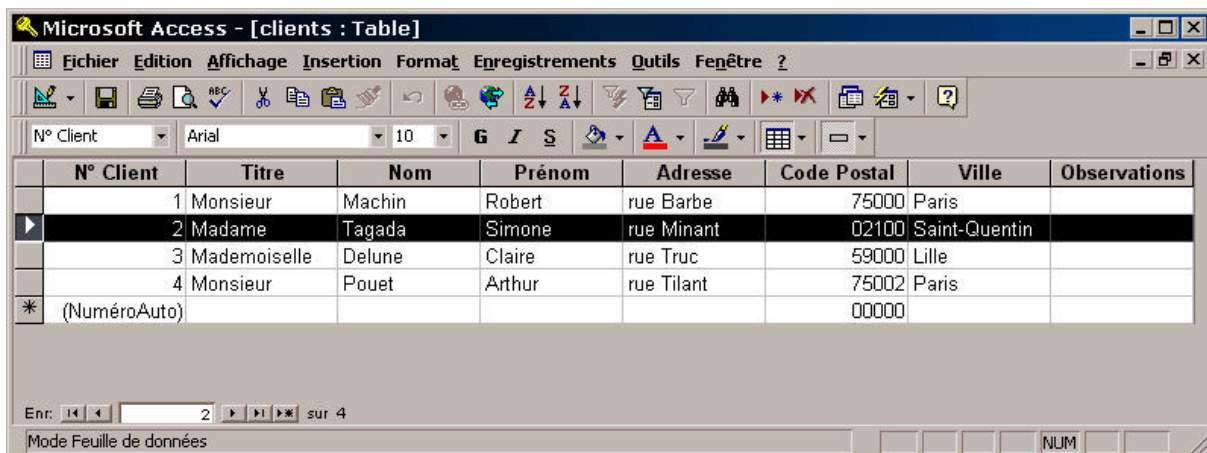 Microsoft Access - [clients : Table]
Fichier Edition Affichage Insertion Format Enregistrements Outils Fenêtre ?
N° Client Arial 10 G I S A
N° Client Titre Nom Prénom Adresse Code Postal Ville Observations
1 Monsieur Machin Robert rue Barbe 75000 Paris
2 Madame Tagada Simone rue Minant 02100 Saint-Quentin
3 Mademoiselle Delune Claire rue Truc 59000 Lille
4 Monsieur Pouet Arthur rue Tilant 75002 Paris
(NuméroAuto) 00000
Enr: 2 sur 4
Mode Feuille de données NUM